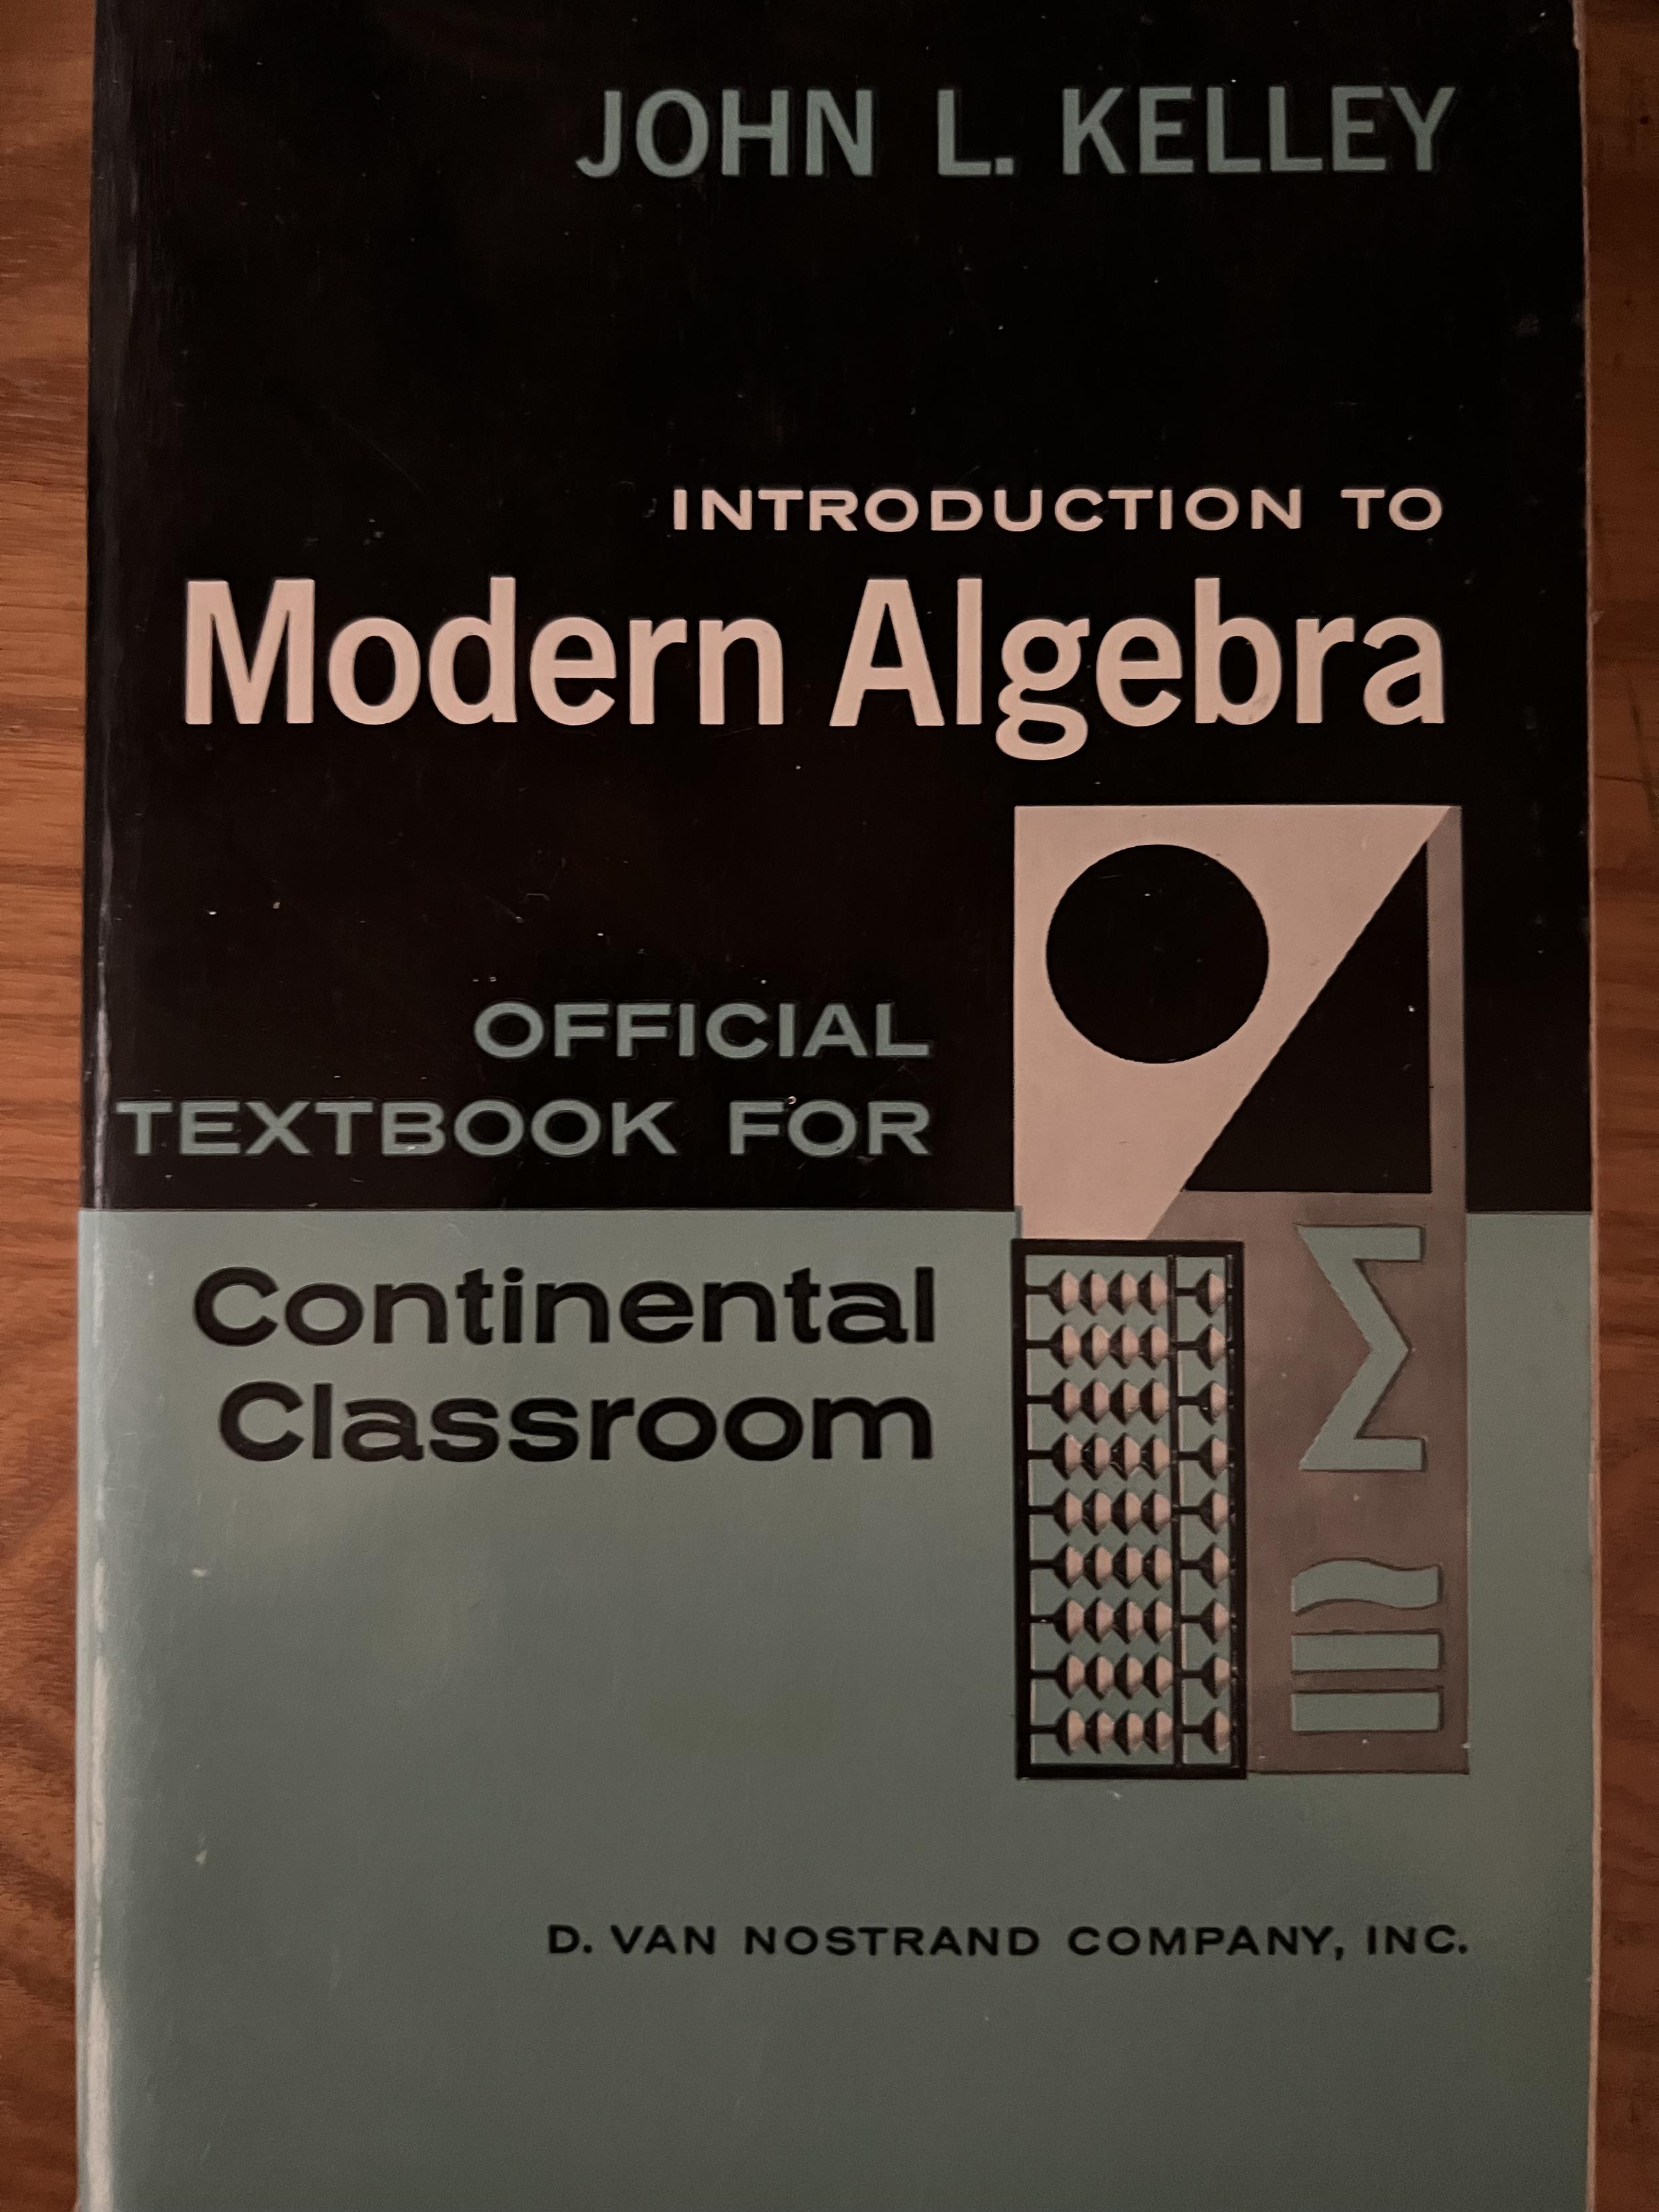 JOHN L. KELLEY
INTRODUCTION TO
Modern Algebra
OFFICIAL
TEXTBOOK FOR
Continental
Classroom
Σ
≅
D. VAN NOSTRAND COMPANY, INC.